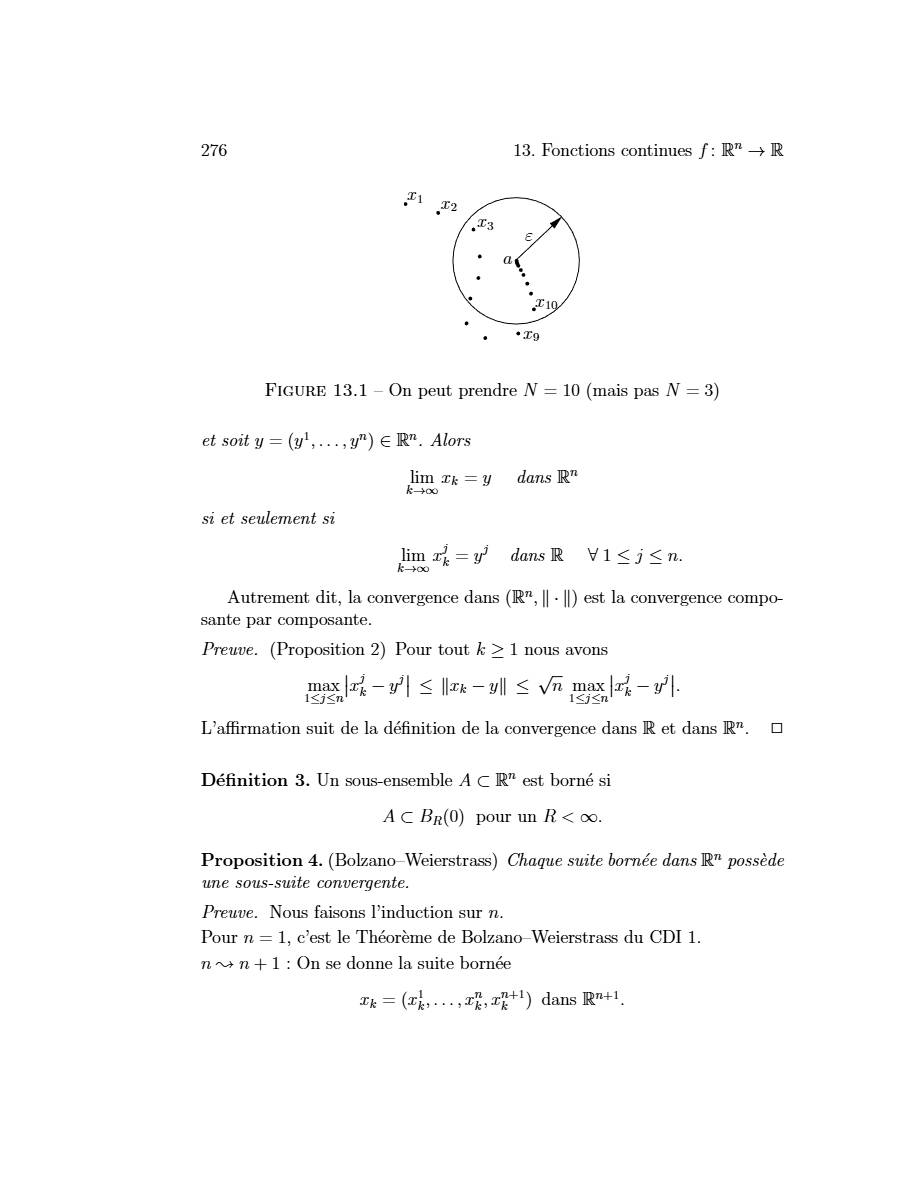 276 13. Fonctions continues f : ℝⁿ → ℝ
x₁
x₂
x₃
ε
a
x₁₀
x₉
FIGURE 13.1 – On peut prendre N = 10 (mais pas N = 3)
et soit y = (y¹, . . . , yⁿ) ∈ ℝⁿ. Alors
lim_{k→∞} x_k = y dans ℝⁿ
si et seulement si
lim_{k→∞} x_k^j = y^j dans ℝ ∀ 1 ≤ j ≤ n.
Autrement dit, la convergence dans (ℝⁿ, ‖ · ‖) est la convergence compo-
sante par composante.
Preuve. (Proposition 2) Pour tout k ≥ 1 nous avons
max_{1≤j≤n} |x_k^j − y^j| ≤ ‖x_k − y‖ ≤ √n max_{1≤j≤n} |x_k^j − y^j|.
L'affirmation suit de la définition de la convergence dans ℝ et dans ℝⁿ. □
Définition 3. Un sous-ensemble A ⊂ ℝⁿ est borné si
A ⊂ B_R(0) pour un R < ∞.
Proposition 4. (Bolzano–Weierstrass) Chaque suite bornée dans ℝⁿ possède
une sous-suite convergente.
Preuve. Nous faisons l'induction sur n.
Pour n = 1, c'est le Théorème de Bolzano–Weierstrass du CDI 1.
n ⇝ n + 1 : On se donne la suite bornée
x_k = (x_k^1, . . . , x_k^n, x_k^{n+1}) dans ℝ^{n+1}.